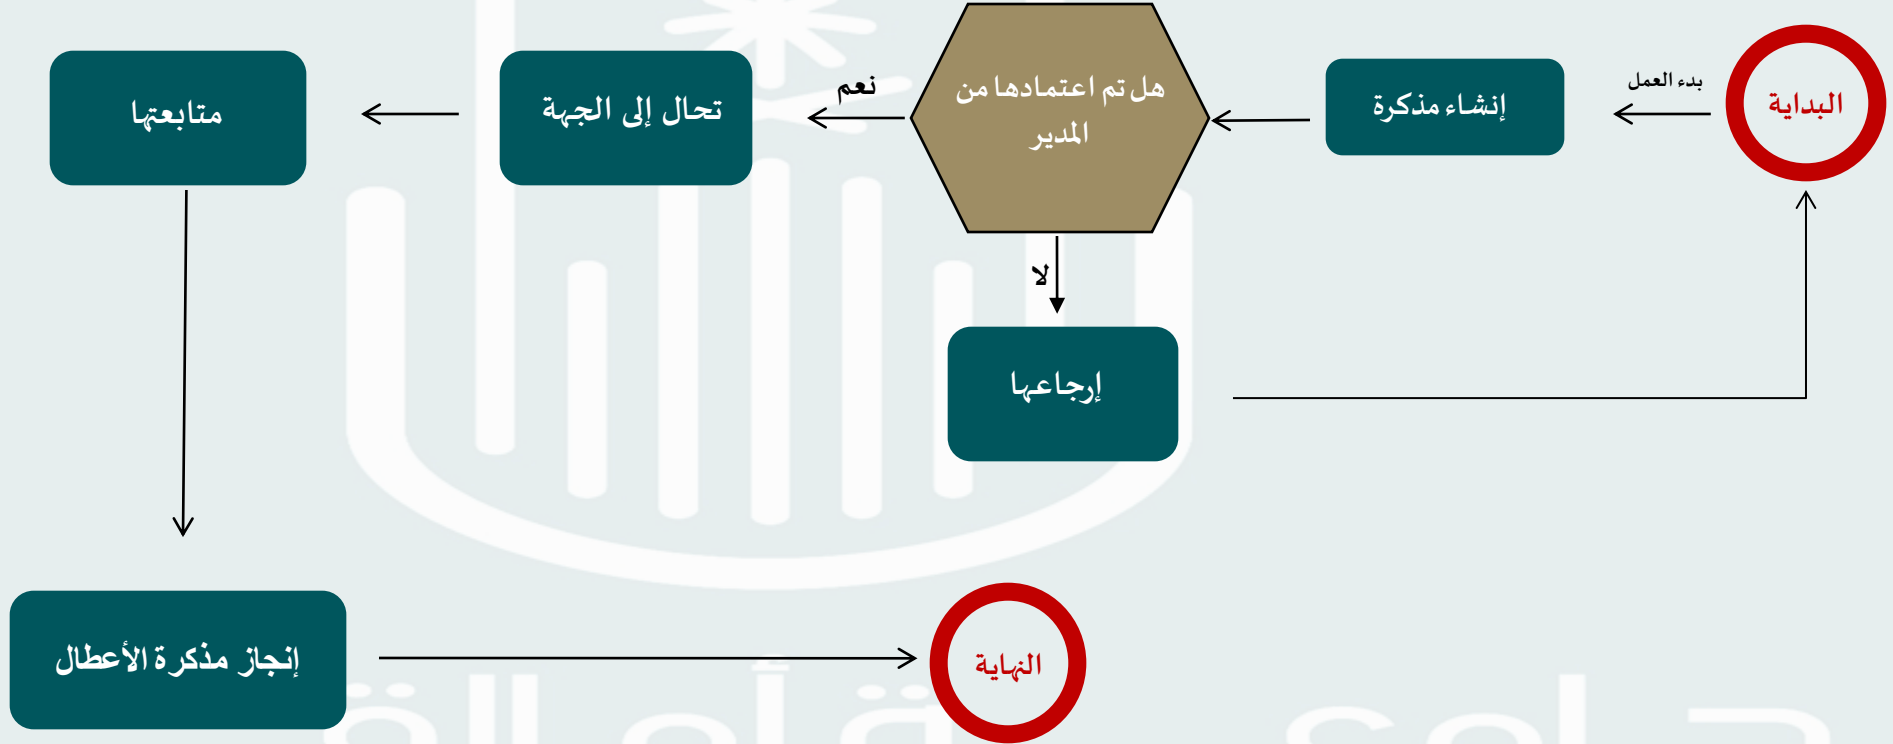 البداية
بدء العمل
إنشاء مذكرة
هل تم اعتمادها من
المدير
نعم
تحال إلى الجهة
متابعتها
لا
إرجاعها
إنجاز مذكرة الأعطال
النهاية